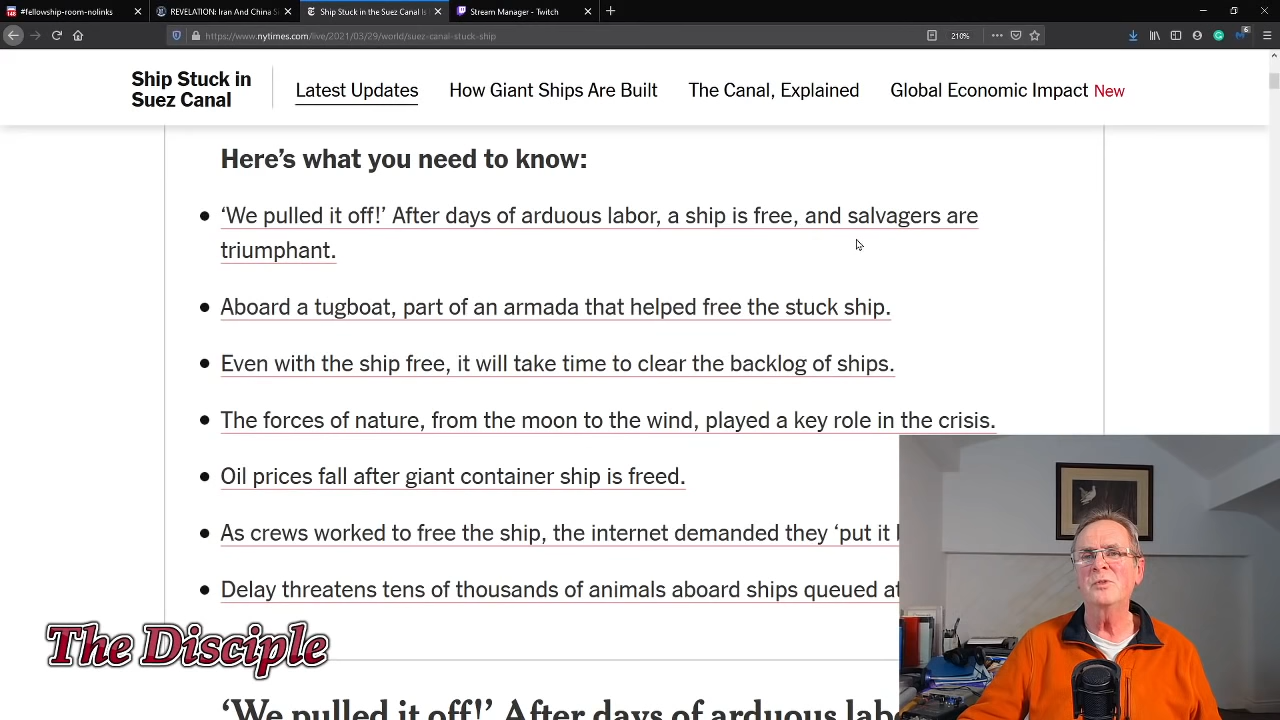 148
#fellowship-room-nolinks
REVELATION: Iran And China S
Ship Stuck in the Suez Canal Is
Stream Manager - Twitch
https://www.nytimes.com/live/2021/03/29/world/suez-canal-stuck-ship
210%
6
Ship Stuck in
Suez Canal
Latest Updates
How Giant Ships Are Built
The Canal, Explained
Global Economic Impact New
Here’s what you need to know:
‘We pulled it off!’ After days of arduous labor, a ship is free, and salvagers are
triumphant.
Aboard a tugboat, part of an armada that helped free the stuck ship.
Even with the ship free, it will take time to clear the backlog of ships.
The forces of nature, from the moon to the wind, played a key role in the crisis.
Oil prices fall after giant container ship is freed.
As crews worked to free the ship, the internet demanded they ‘put it
Delay threatens tens of thousands of animals aboard ships queued at
The Disciple
‘We pulled it off!’ After days of arduous